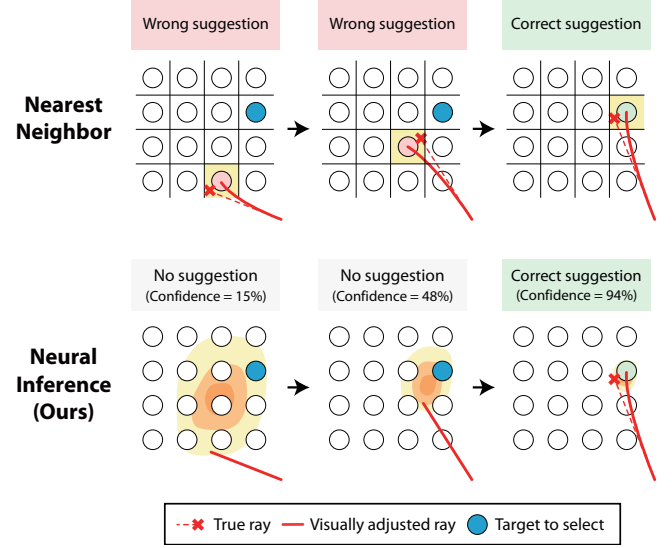 Wrong suggestion
Wrong suggestion
Correct suggestion
Nearest
Neighbor
No suggestion
(Confidence = 15%)
No suggestion
(Confidence = 48%)
Correct suggestion
(Confidence = 94%)
Neural
Inference
(Ours)
True ray
Visually adjusted ray
Target to select